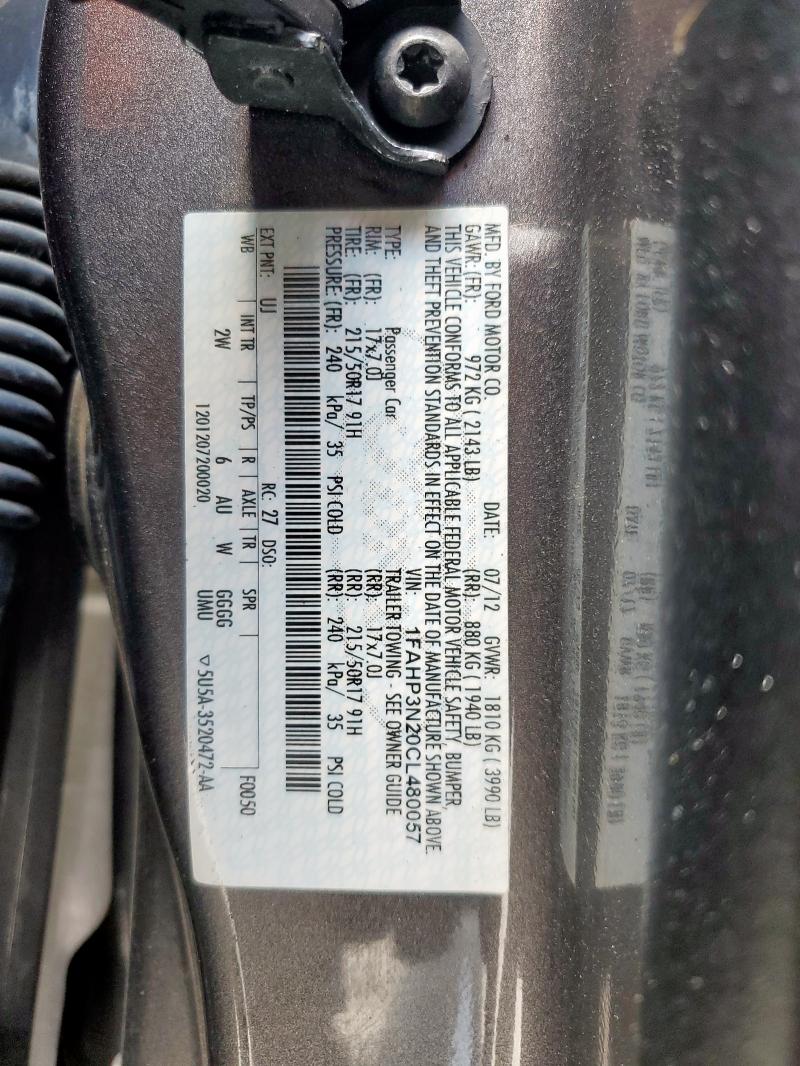 MFD. BY FORD MOTOR CO.
DATE: 07/12 GVWR: 1810 KG ( 3990 LB)
GAWR: (FR): 972 KG ( 2143 LB) (RR): 880 KG ( 1940 LB)
THIS VEHICLE CONFORMS TO ALL APPLICABLE FEDERAL MOTOR VEHICLE SAFETY, BUMPER,
AND THEFT PREVENTION STANDARDS IN EFFECT ON THE DATE OF MANUFACTURE SHOWN ABOVE.
VIN: 1FAHP3N20CL480057
TYPE: Passenger Car TRAILER TOWING - SEE OWNER GUIDE
RIM: (FR): 17x7.0J (RR): 17x7.0J
TIRE: (FR): 215/50R17 91H (RR): 215/50R17 91H
PRESSURE (FR): 240 kPa/ 35 PSI COLD (RR): 240 kPa/ 35 PSI COLD
EXT PNT: UJ RC: 27 DSO: F0050
WB | INT TR | TP/PS | R | AXLE | TR | SPR
2W 6 AU W GGGG
1201207200020 UMU ▽5U5A-3520472-AA